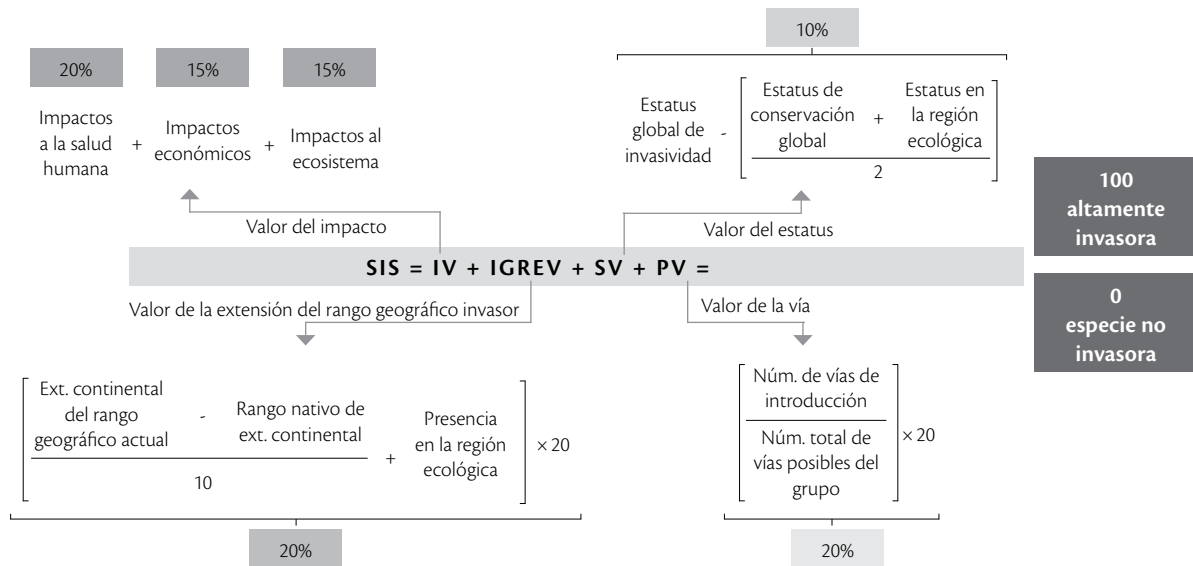 20%
15%
15%
Impactos
a la salud
humana
+
Impactos
económicos
+
Impactos al
ecosistema
Valor del impacto
10%
Estatus
global de
invasividad
-
Estatus de
conservación
global
+
Estatus en
la región
ecológica
2
Valor del estatus
100
altamente
invasora
SIS = IV + IGREV + SV + PV =
0
especie no
invasora
Valor de la extensión del rango geográfico invasor
Ext. continental
del rango
geográfico actual
-
Rango nativo de
ext. continental
10
+
Presencia
en la región
ecológica
× 20
20%
Valor de la vía
Núm. de vías de
introducción
Núm. total de
vías posibles del
grupo
× 20
20%